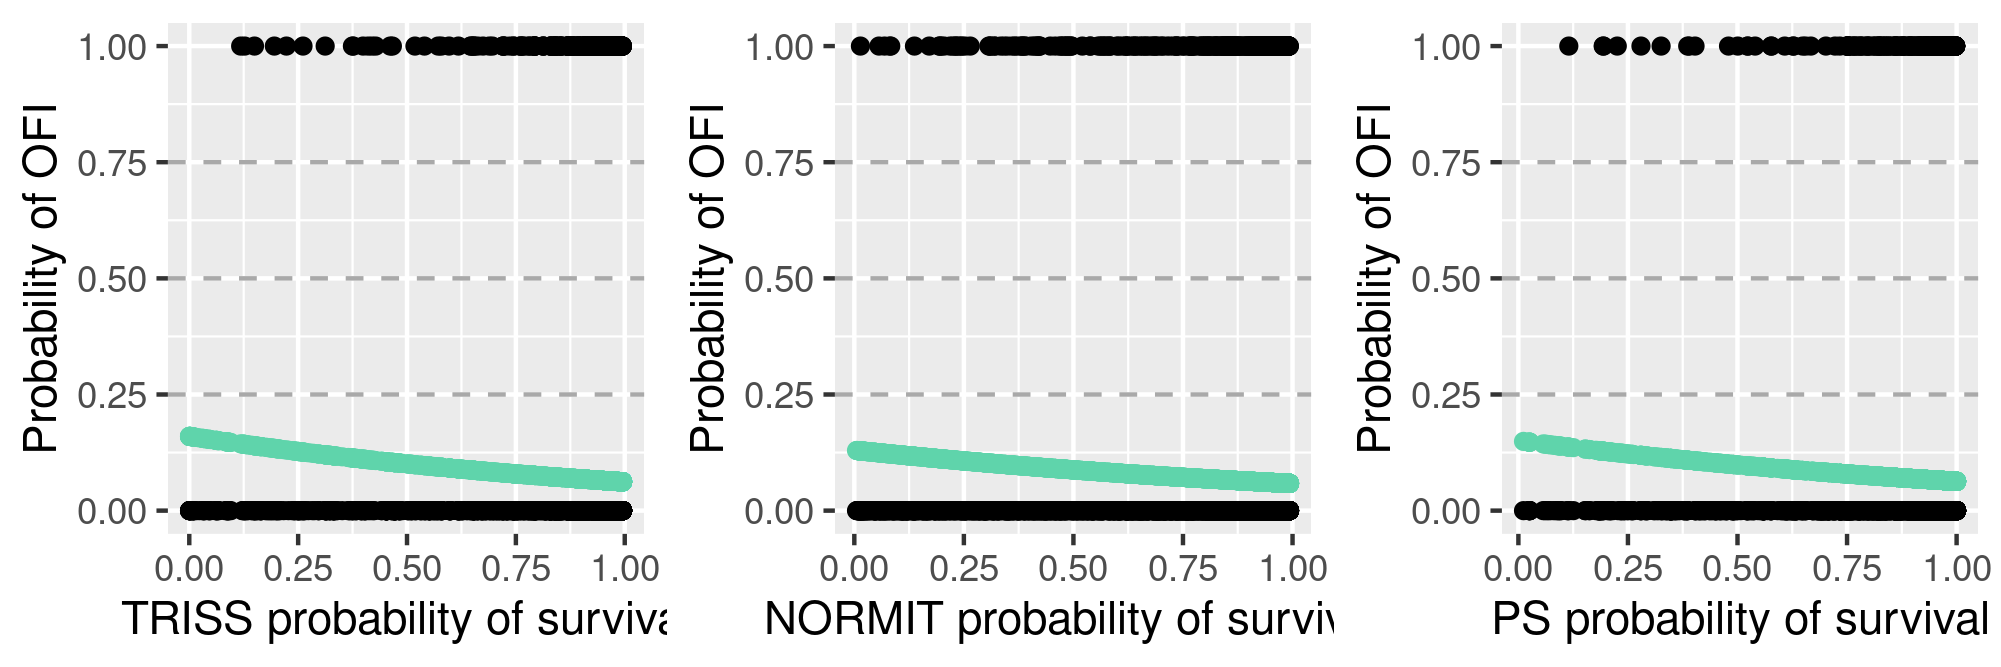 Probability of OFI
1.00
0.75
0.50
0.25
0.00
0.00 0.25 0.50 0.75 1.00
TRISS probability of surviva
Probability of OFI
1.00
0.75
0.50
0.25
0.00
0.00 0.25 0.50 0.75 1.00
NORMIT probability of surviv
Probability of OFI
1.00
0.75
0.50
0.25
0.00
0.00 0.25 0.50 0.75 1.00
PS probability of survival